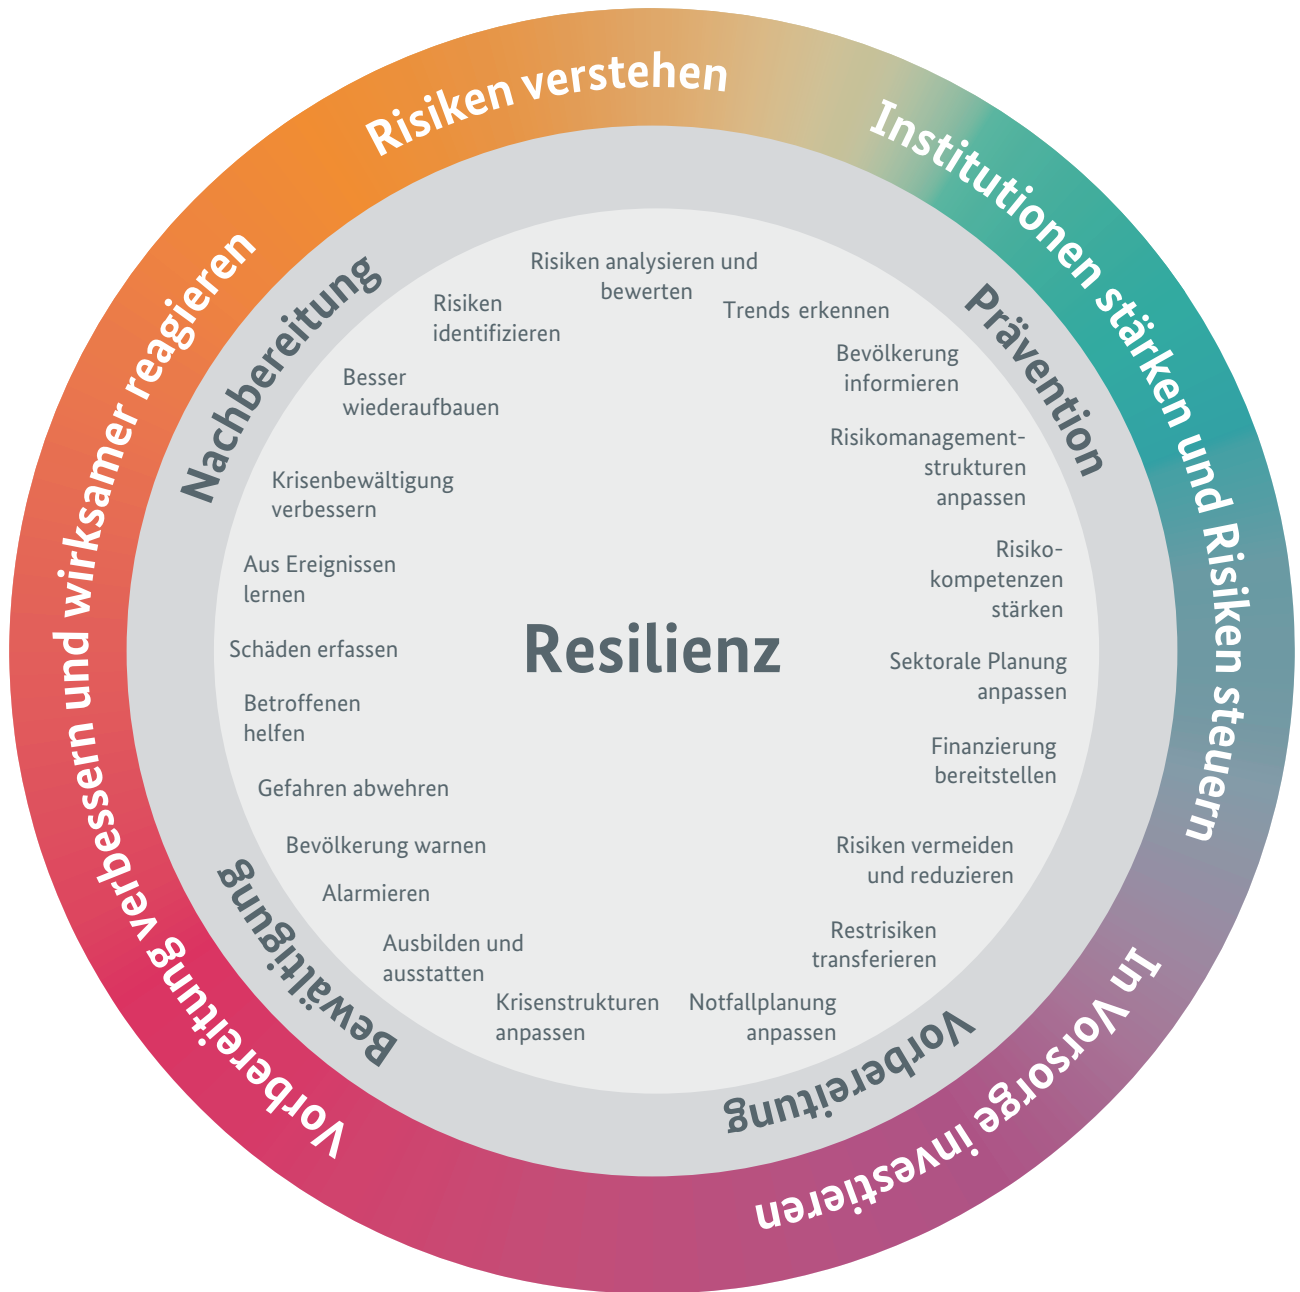 Risiken verstehen
Institutionen stärken und Risiken steuern
In Vorsorge investieren
Vorbereitung verbessern und wirksamer reagieren
Prävention
Vorbereitung
Bewältigung
Nachbereitung
Risiken analysieren und
bewerten
Trends erkennen
Bevölkerung
informieren
Risikomanagement-
strukturen
anpassen
Risiko-
kompetenzen
stärken
Sektorale Planung
anpassen
Finanzierung
bereitstellen
Risiken vermeiden
und reduzieren
Restrisiken
transferieren
Notfallplanung
anpassen
Krisenstrukturen
anpassen
Ausbilden und
ausstatten
Alarmieren
Bevölkerung warnen
Gefahren abwehren
Betroffenen
helfen
Schäden erfassen
Aus Ereignissen
lernen
Krisenbewältigung
verbessern
Besser
wiederaufbauen
Risiken
identifizieren
Resilienz